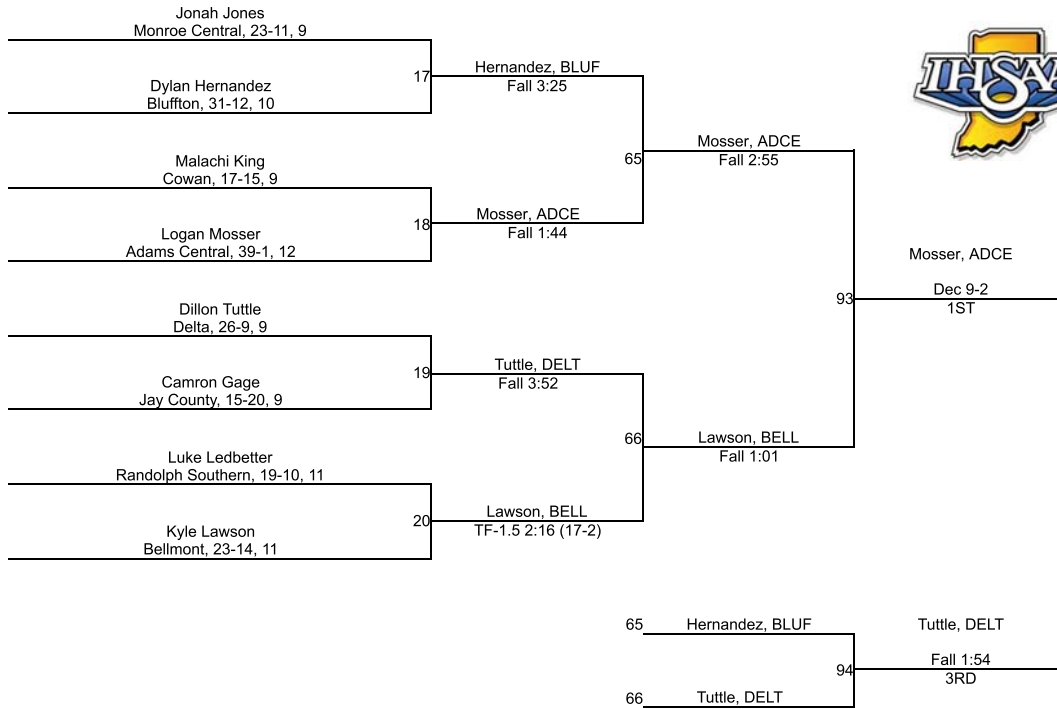 Jonah Jones
Monroe Central, 23-11, 9
17
Hernandez, BLUF
Fall 3:25
Dylan Hernandez
Bluffton, 31-12, 10
IHSAA
65
Mosser, ADCE
Fall 2:55
Malachi King
Cowan, 17-15, 9
18
Mosser, ADCE
Fall 1:44
Logan Mosser
Adams Central, 39-1, 12
93
Mosser, ADCE
Dec 9-2
1ST
Dillon Tuttle
Delta, 26-9, 9
19
Tuttle, DELT
Fall 3:52
Camron Gage
Jay County, 15-20, 9
66
Lawson, BELL
Fall 1:01
Luke Ledbetter
Randolph Southern, 19-10, 11
20
Lawson, BELL
TF-1.5 2:16 (17-2)
Kyle Lawson
Bellmont, 23-14, 11
65
Hernandez, BLUF
94
Tuttle, DELT
Fall 1:54
3RD
66
Tuttle, DELT